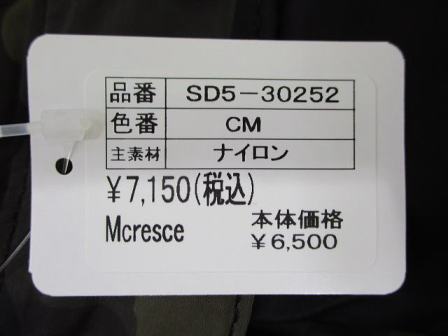 品番 SD5-30252
色番 CM
主素材 ナイロン
¥7,150(税込)
Mcresce 本体価格
¥6,500